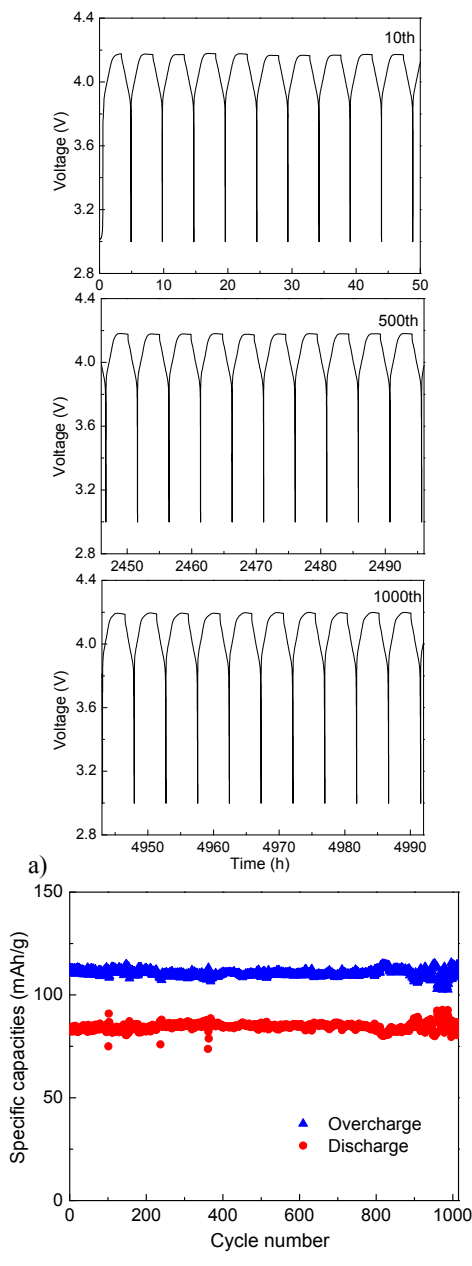 4.4
10th
4.0
3.6
3.2
2.8
Voltage (V)
0 10 20 30 40 50
4.4
500th
4.0
3.6
3.2
2.8
Voltage (V)
2450 2460 2470 2480 2490
4.4
1000th
4.0
3.6
3.2
2.8
Voltage (V)
4950 4960 4970 4980 4990
Time (h)
a)
150
100
50
0
Specific capacities (mAh/g)
Overcharge
Discharge
0 200 400 600 800 1000
Cycle number